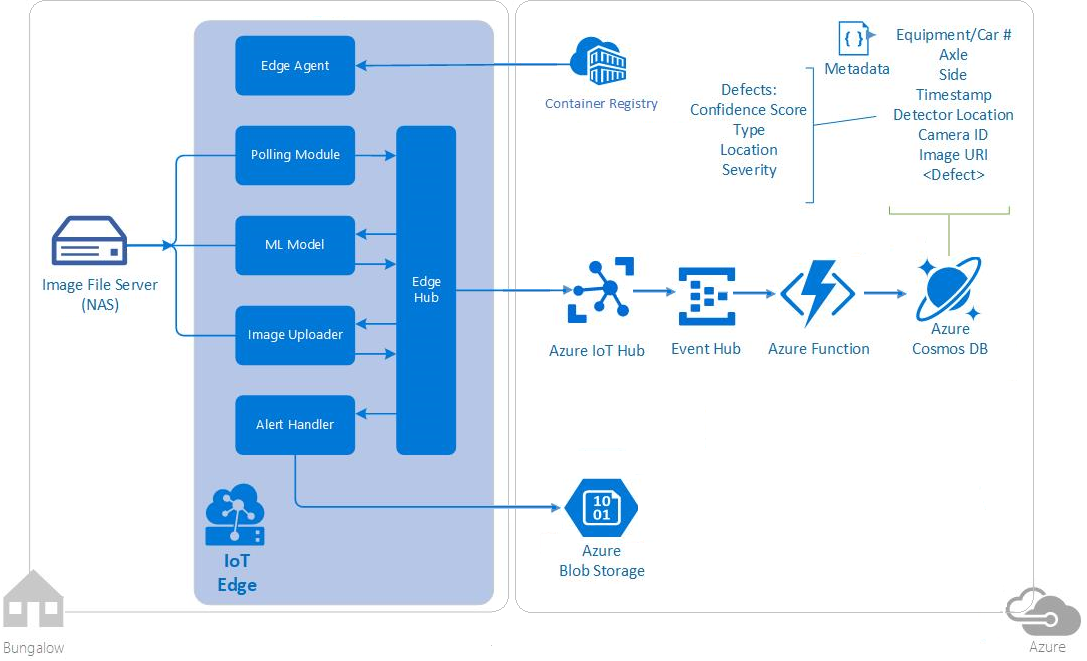 Edge Agent
Container Registry
Polling Module
ML Model
Image Uploader
Alert Handler
Edge
Hub
Image File Server
(NAS)
IoT
Edge
Bungalow
{ }
Metadata
Defects:
Confidence Score
Type
Location
Severity
Equipment/Car #
Axle
Side
Timestamp
Detector Location
Camera ID
Image URI
<Defect>
Azure IoT Hub
Event Hub
Azure Function
Azure
Cosmos DB
10
01
Azure
Blob Storage
Azure